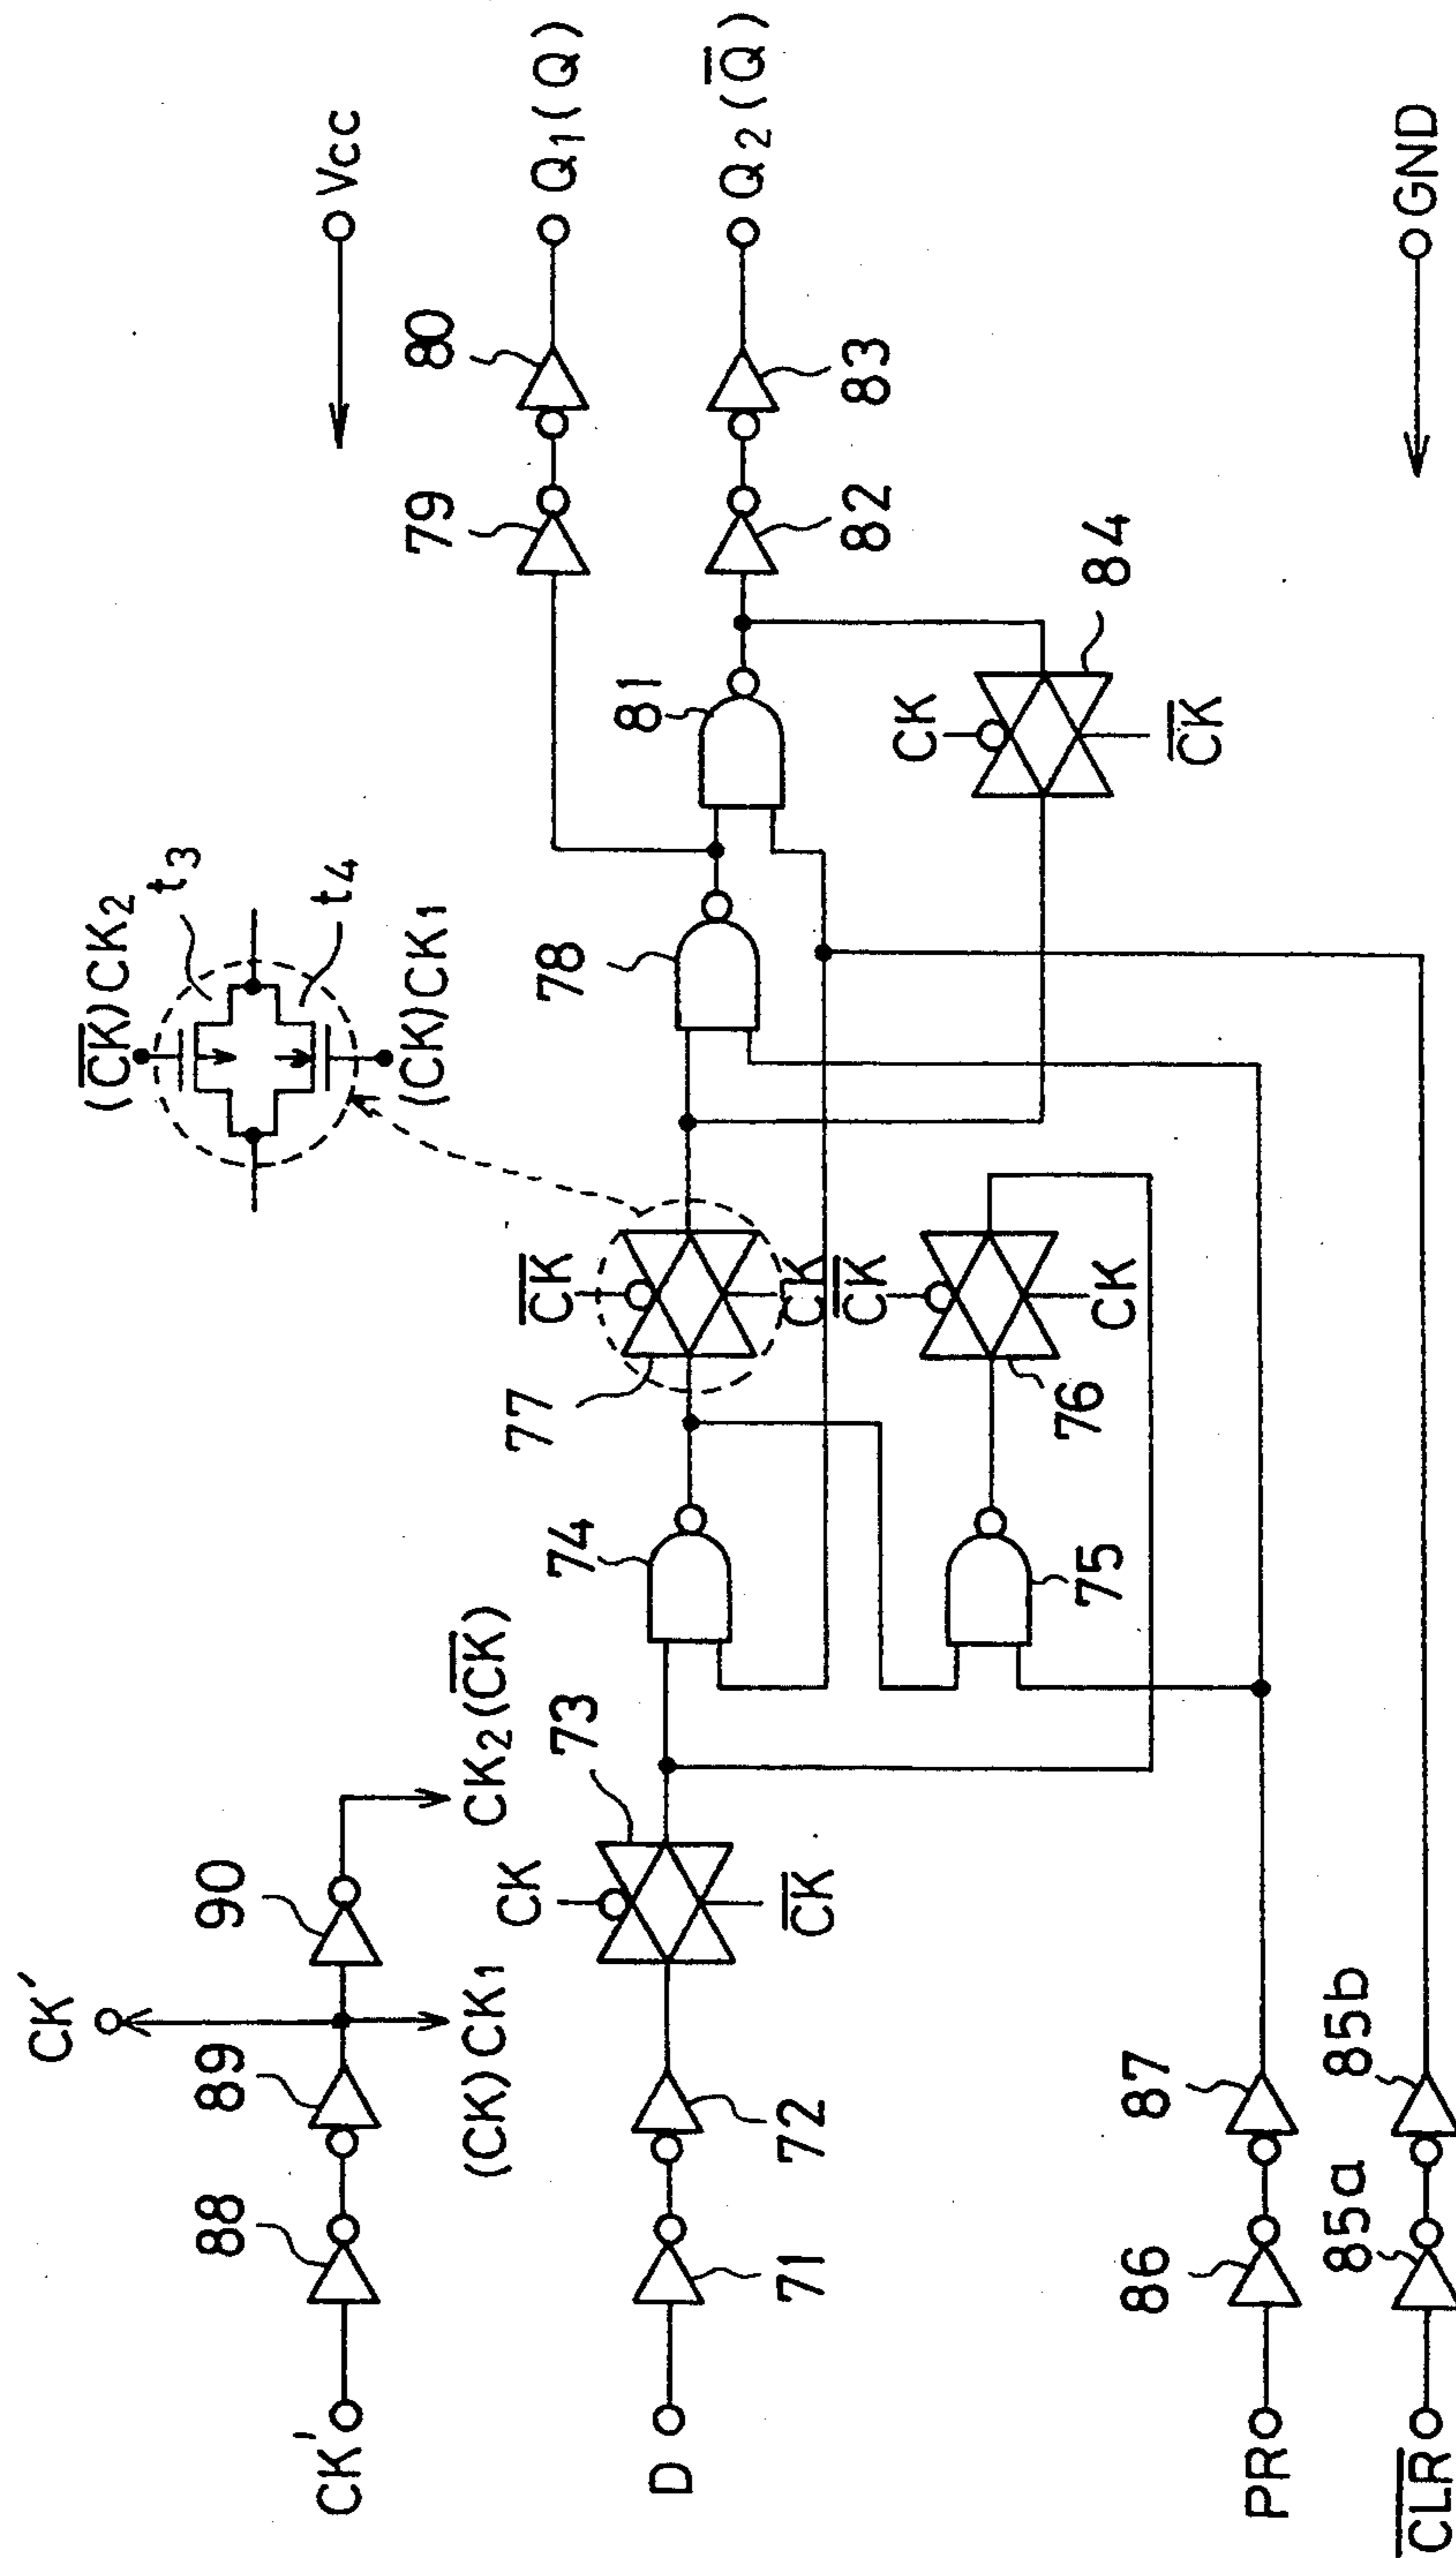 CK'
88
89
CK'
90
(CK)CK1
CK2(C̅K̅)
D
71
72
CK
73
C̅K̅
74
75
77
C̅K̅
CK
C̅K̅
76
CK
(C̅K̅)CK2
t3
t4
(CK)CK1
78
81
CK
84
C̅K̅
79
80
Q1(Q)
82
83
Q2(Q̅)
Vcc
GND
PR
86
87
C̅L̅R̅
85a
85b